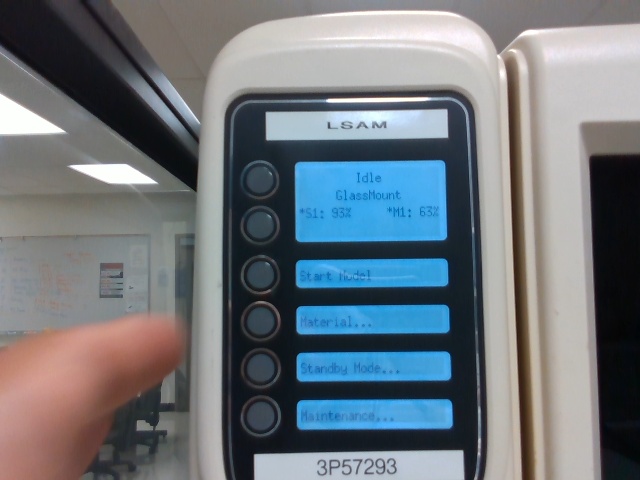 LSAM
Idle
GlassMount
*S1: 93% *M1: 63%
Start Model
Material...
Standby Mode...
Maintenance...
3P57293